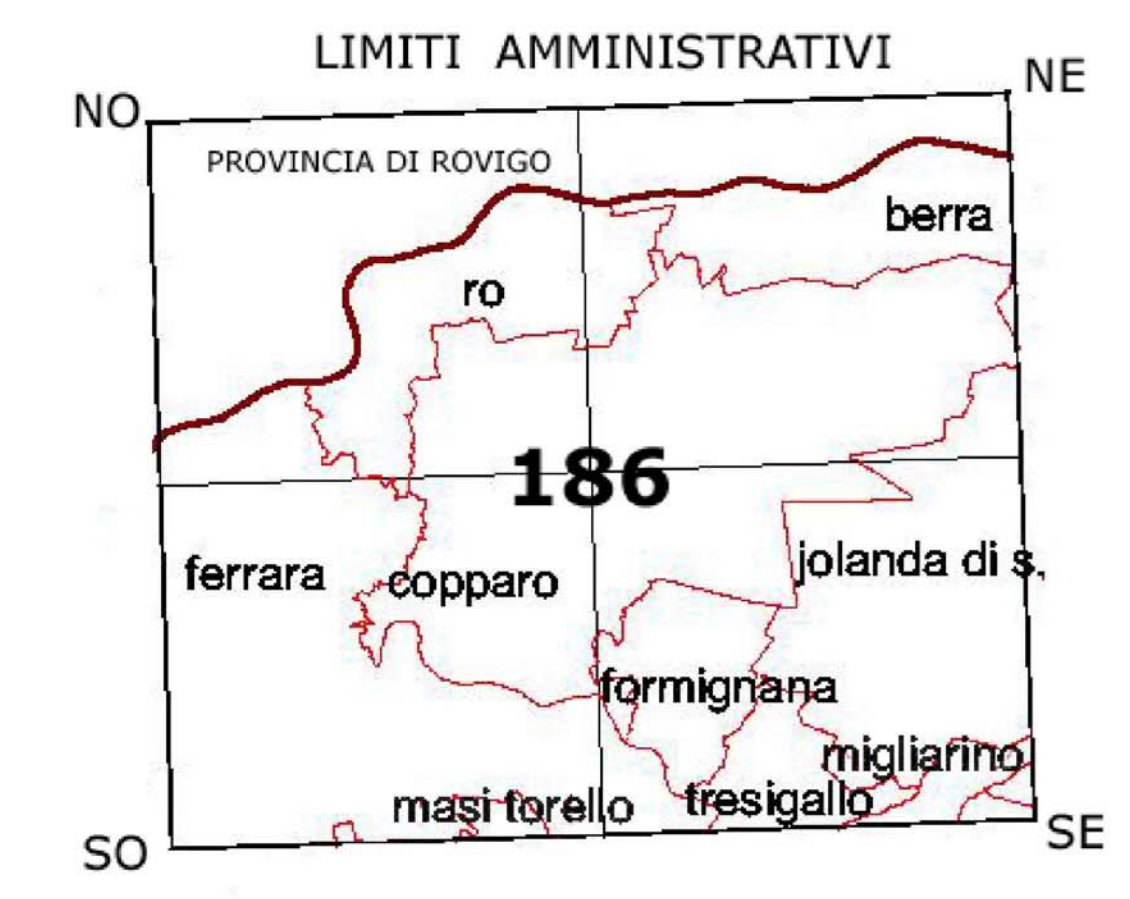 LIMITI AMMINISTRATIVI
NE
NO
PROVINCIA DI ROVIGO
berra
ro
186
ferrara
copparo
jolanda di s.
formignana
migliarino
masi torello
tresigallo
SO
SE